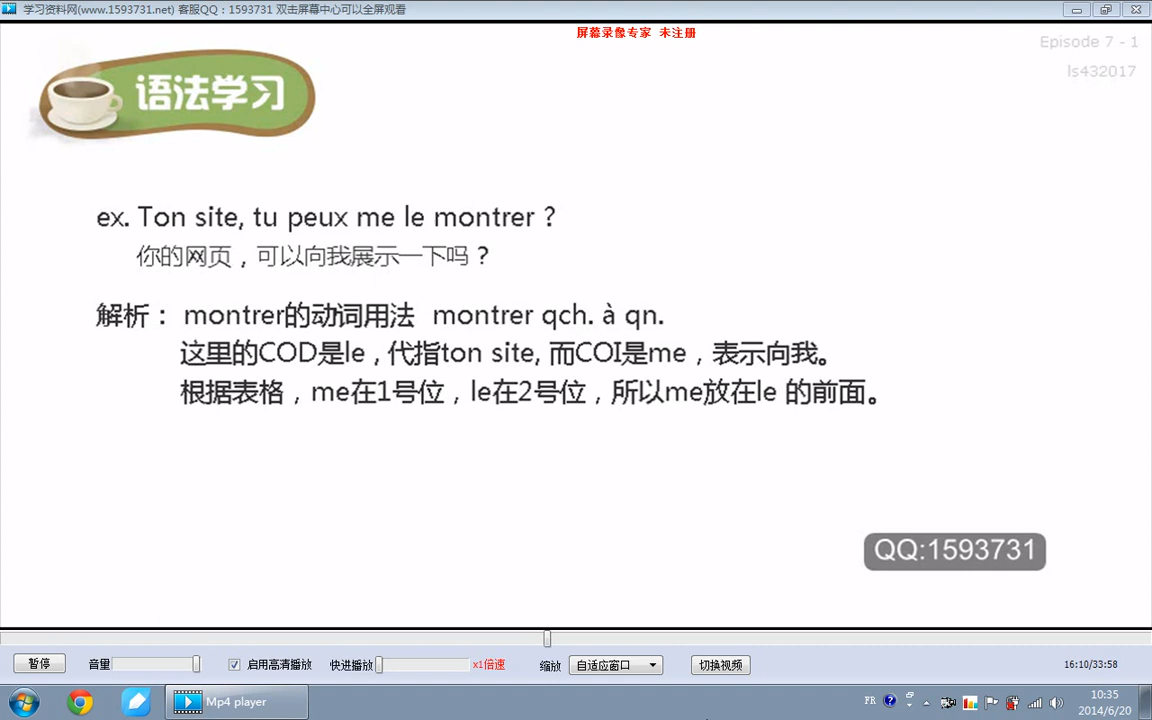 学习资料网(www.1593731.net) 客服QQ：1593731 双击屏幕中心可以全屏观看
屏幕录像专家 未注册
Episode 7 - 1
ls432017
语法学习
ex. Ton site, tu peux me le montrer ?
你的网页，可以向我展示一下吗？
解析： montrer的动词用法 montrer qch. à qn.
这里的COD是le , 代指ton site, 而COI是me，表示向我。
根据表格，me在1号位，le在2号位，所以me放在le 的前面。
QQ:1593731
暂停 音量 启用高清播放 快进播放 x1倍速 缩放 自适应窗口 切换视频 16:10/33:58
Mp4 player FR 10:35
2014/6/20